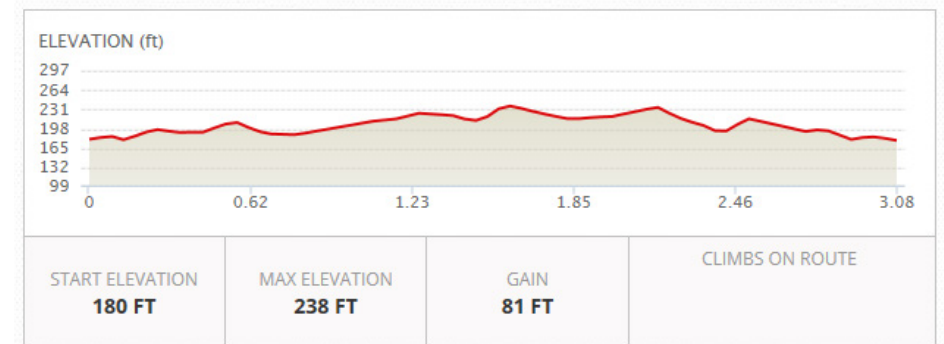 ELEVATION (ft)
297
264
231
198
165
132
99
0 0.62 1.23 1.85 2.46 3.08
START ELEVATION
180 FT
MAX ELEVATION
238 FT
GAIN
81 FT
CLIMBS ON ROUTE